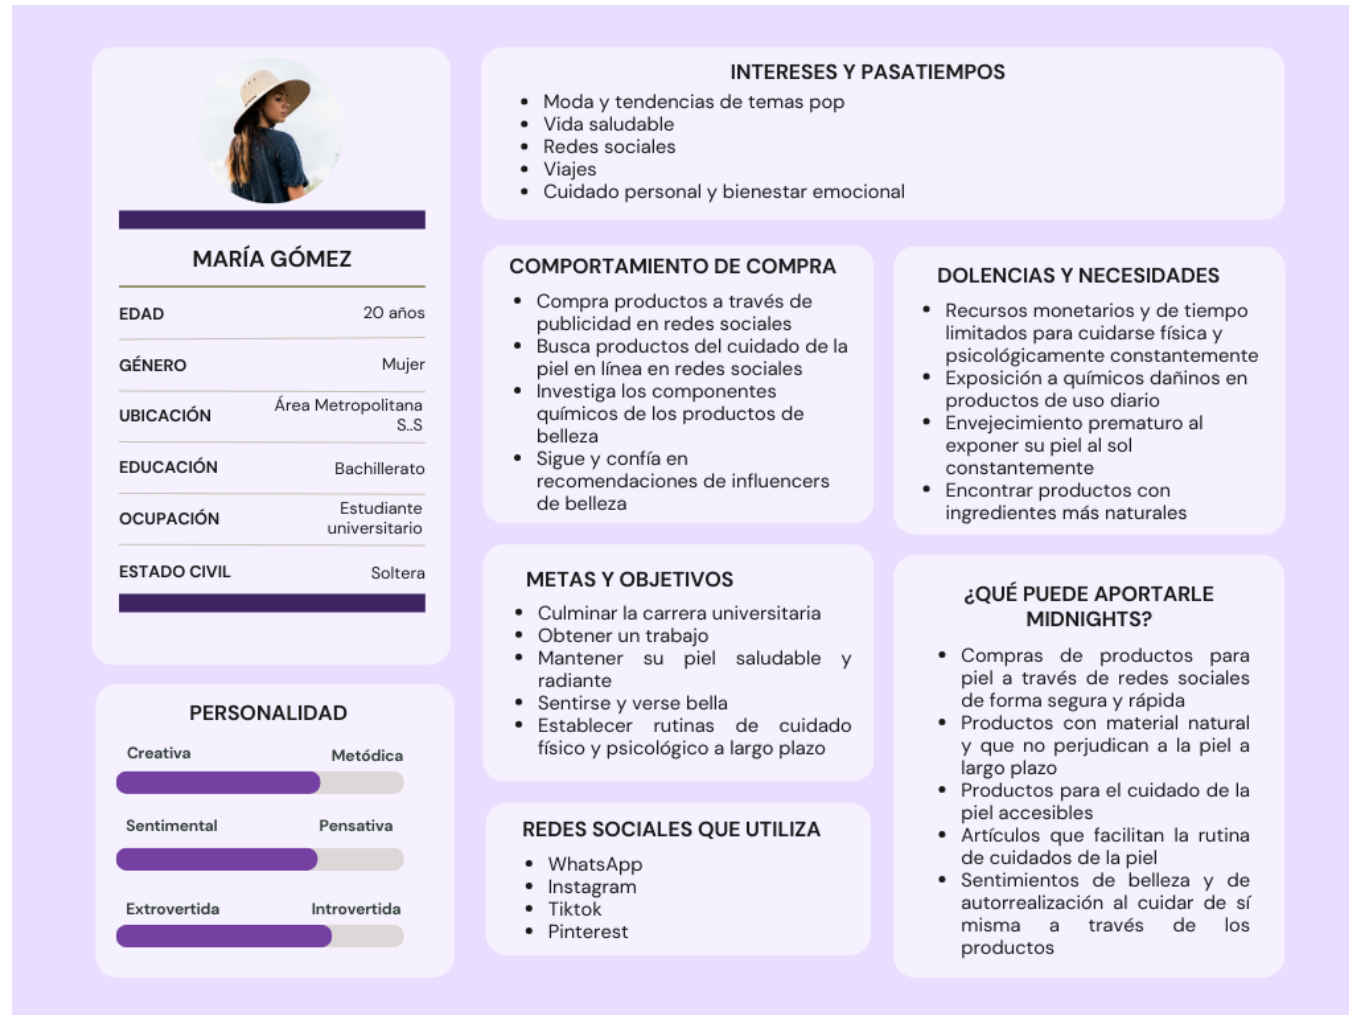 MARÍA GÓMEZ
EDAD 20 años
GÉNERO Mujer
UBICACIÓN Área Metropolitana
S..S
EDUCACIÓN Bachillerato
OCUPACIÓN Estudiante
universitario
ESTADO CIVIL Soltera
PERSONALIDAD
Creativa Metódica
Sentimental Pensativa
Extrovertida Introvertida
INTERESES Y PASATIEMPOS
• Moda y tendencias de temas pop
• Vida saludable
• Redes sociales
• Viajes
• Cuidado personal y bienestar emocional
COMPORTAMIENTO DE COMPRA
• Compra productos a través de
publicidad en redes sociales
• Busca productos del cuidado de la
piel en línea en redes sociales
• Investiga los componentes
químicos de los productos de
belleza
• Sigue y confía en
recomendaciones de influencers
de belleza
DOLENCIAS Y NECESIDADES
• Recursos monetarios y de tiempo
limitados para cuidarse física y
psicológicamente constantemente
• Exposición a químicos dañinos en
productos de uso diario
• Envejecimiento prematuro al
exponer su piel al sol
constantemente
• Encontrar productos con
ingredientes más naturales
METAS Y OBJETIVOS
• Culminar la carrera universitaria
• Obtener un trabajo
• Mantener su piel saludable y
radiante
• Sentirse y verse bella
• Establecer rutinas de cuidado
físico y psicológico a largo plazo
REDES SOCIALES QUE UTILIZA
• WhatsApp
• Instagram
• Tiktok
• Pinterest
¿QUÉ PUEDE APORTARLE
MIDNIGHTS?
• Compras de productos para
piel a través de redes sociales
de forma segura y rápida
• Productos con material natural
y que no perjudican a la piel a
largo plazo
• Productos para el cuidado de la
piel accesibles
• Artículos que facilitan la rutina
de cuidados de la piel
• Sentimientos de belleza y de
autorrealización al cuidar de sí
misma a través de los
productos